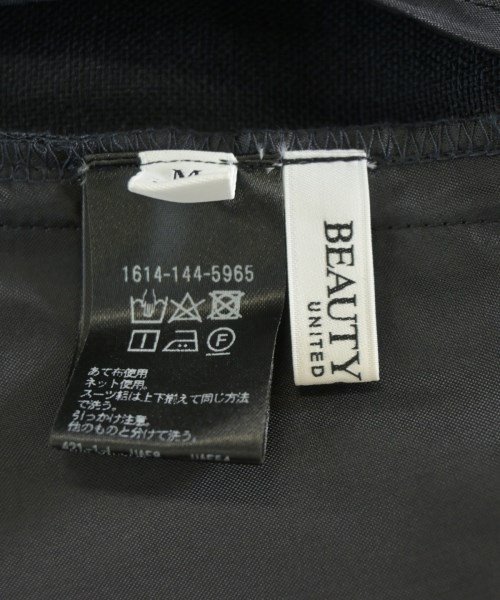 M
1614-144-5965
F
あて布使用
ネット使用。
スーツ組は上下揃えて同じ方法
で洗う。
引っかけ注意。
他のものと分けて洗う。
BEAUTY
UNITED